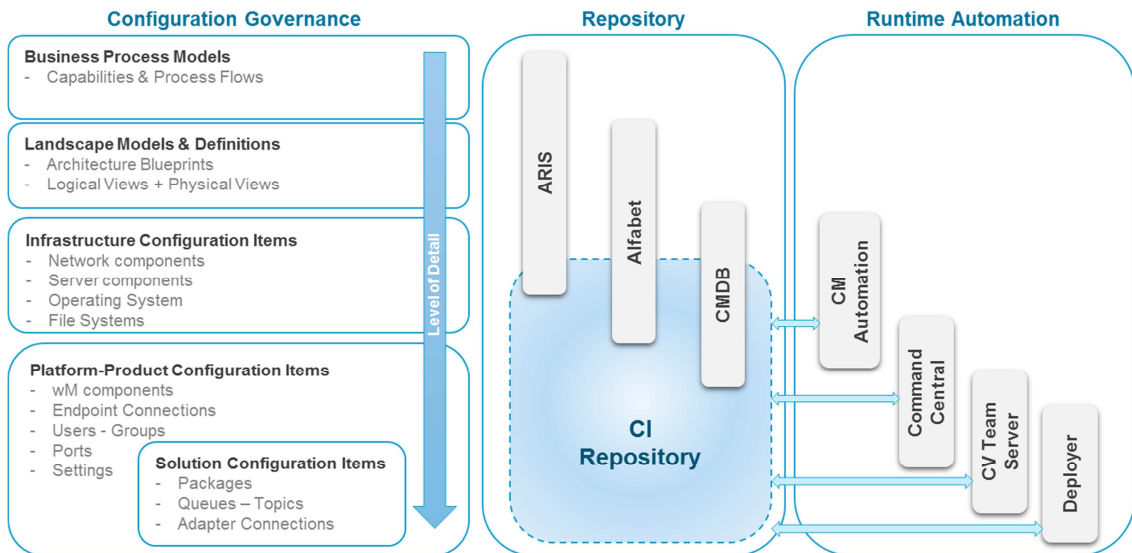 Configuration Governance
Repository
Runtime Automation
Business Process Models
- Capabilities & Process Flows
Landscape Models & Definitions
- Architecture Blueprints
- Logical Views + Physical Views
Infrastructure Configuration Items
- Network components
- Server components
- Operating System
- File Systems
Platform-Product Configuration Items
- wM components
- Endpoint Connections
- Users - Groups
- Ports
- Settings
Solution Configuration Items
- Packages
- Queues – Topics
- Adapter Connections
Level of Detail
ARIS
Alfabet
CMDB
CI
Repository
CM
Automation
Command
Central
CV Team
Server
Deployer